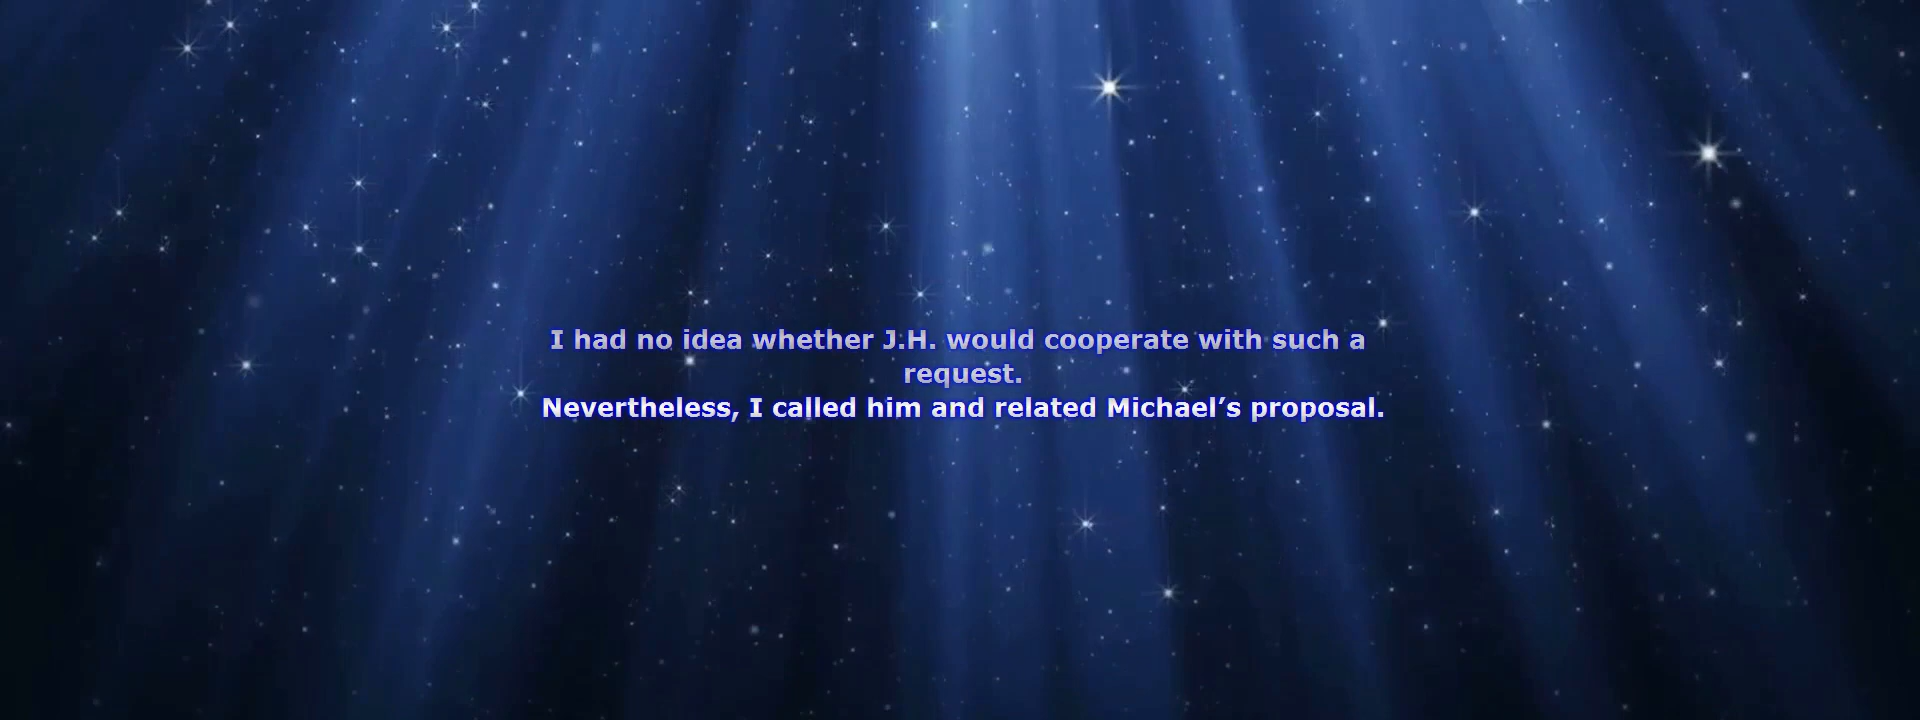 I had no idea whether J.H. would cooperate with such a
request.
Nevertheless, I called him and related Michael’s proposal.